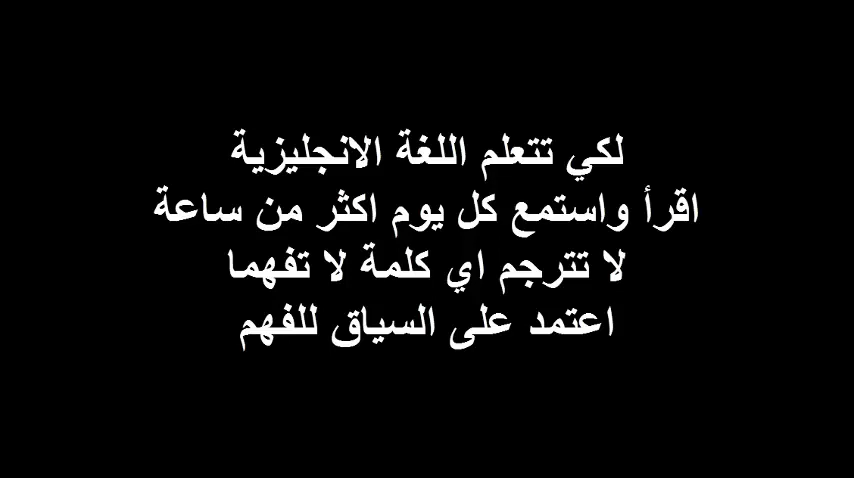 لكي تتعلم اللغة الانجليزية
اقرأ واستمع كل يوم اكثر من ساعة
لا تترجم اي كلمة لا تفهما
اعتمد على السياق للفهم